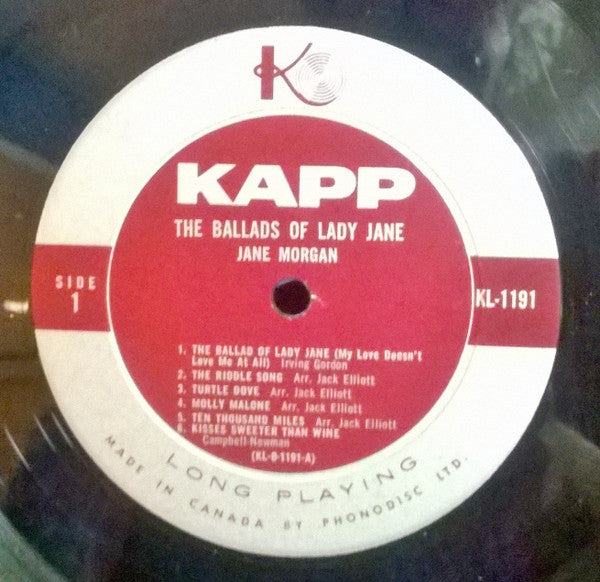 K
KAPP
THE BALLADS OF LADY JANE
JANE MORGAN
SIDE
1
KL-1191
1. THE BALLAD OF LADY JANE (My Love Doesn't
Love Me At All) Irving Gordon
2. THE RIDDLE SONG Arr. Jack Elliott
3. TURTLE DOVE Arr. Jack Elliott
4. MOLLY MALONE Arr. Jack Elliott
5. TEN THOUSAND MILES Arr. Jack Elliott
6. KISSES SWEETER THAN WINE
Campbell-Newman
(KL-0-1191-A)
LONG PLAYING
MADE IN CANADA BY PHONODISC LTD.